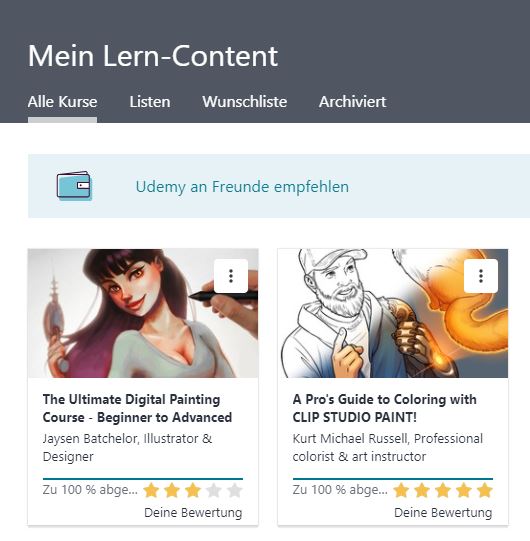 Mein Lern-Content
Alle Kurse Listen Wunschliste Archiviert
Udemy an Freunde empfehlen
The Ultimate Digital Painting
Course - Beginner to Advanced
Jaysen Batchelor, Illustrator &
Designer
Zu 100 % abge...
Deine Bewertung
A Pro's Guide to Coloring with
CLIP STUDIO PAINT!
Kurt Michael Russell, Professional
colorist & art instructor
Zu 100 % abge...
Deine Bewertung